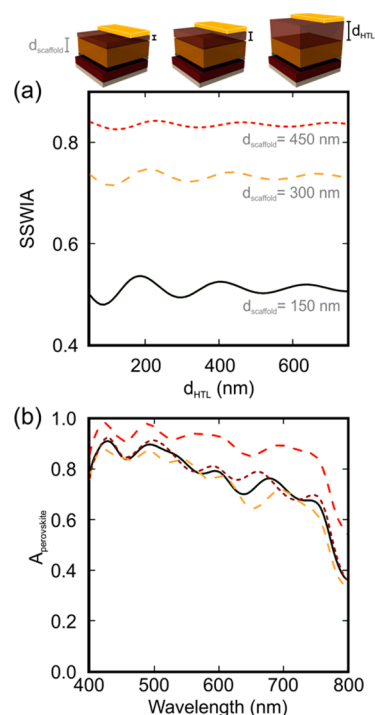 d_scaffold
d_HTL
(a)
0.8
d_scaffold = 450 nm
d_scaffold = 300 nm
SSWIA
0.6
d_scaffold = 150 nm
0.4
200 400 600
d_HTL (nm)
(b)
1.0
0.8
0.6
A_perovskite
0.4
0.2
0.0
400 500 600 700 800
Wavelength (nm)